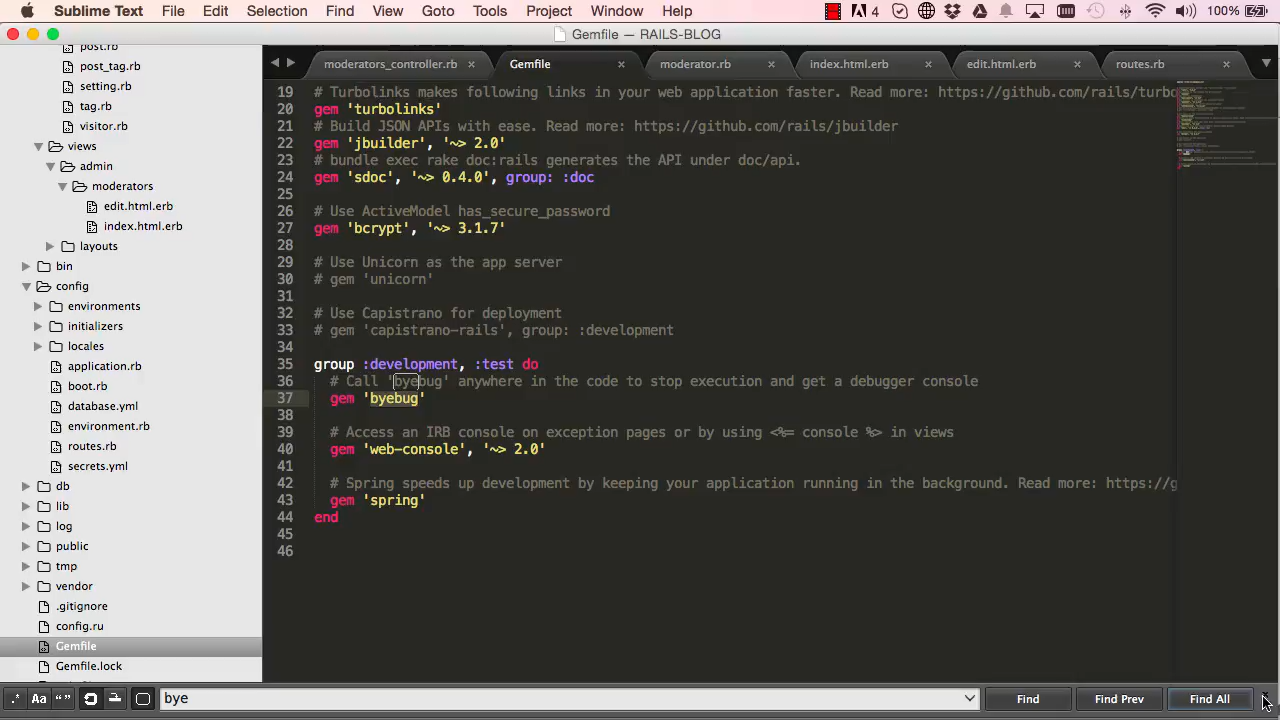 Sublime Text File Edit Selection Find View Goto Tools Project Window Help 4 100%
Gemfile — RAILS-BLOG
post.rb
post_tag.rb
setting.rb
tag.rb
visitor.rb
views
admin
moderators
edit.html.erb
index.html.erb
layouts
bin
config
environments
initializers
locales
application.rb
boot.rb
database.yml
environment.rb
routes.rb
secrets.yml
db
lib
log
public
tmp
vendor
.gitignore
config.ru
Gemfile
Gemfile.lock
moderators_controller.rb Gemfile moderator.rb index.html.erb edit.html.erb routes.rb
19 # Turbolinks makes following links in your web application faster. Read more: https://github.com/rails/turbo
20 gem 'turbolinks'
21 # Build JSON APIs with ease. Read more: https://github.com/rails/jbuilder
22 gem 'jbuilder', '~> 2.0'
23 # bundle exec rake doc:rails generates the API under doc/api.
24 gem 'sdoc', '~> 0.4.0', group: :doc
25
26 # Use ActiveModel has_secure_password
27 gem 'bcrypt', '~> 3.1.7'
28
29 # Use Unicorn as the app server
30 # gem 'unicorn'
31
32 # Use Capistrano for deployment
33 # gem 'capistrano-rails', group: :development
34
35 group :development, :test do
36 # Call 'byebug' anywhere in the code to stop execution and get a debugger console
37 gem 'byebug'
38
39 # Access an IRB console on exception pages or by using <%= console %> in views
40 gem 'web-console', '~> 2.0'
41
42 # Spring speeds up development by keeping your application running in the background. Read more: https://g
43 gem 'spring'
44 end
45
46
.* Aa “” bye Find Find Prev Find All